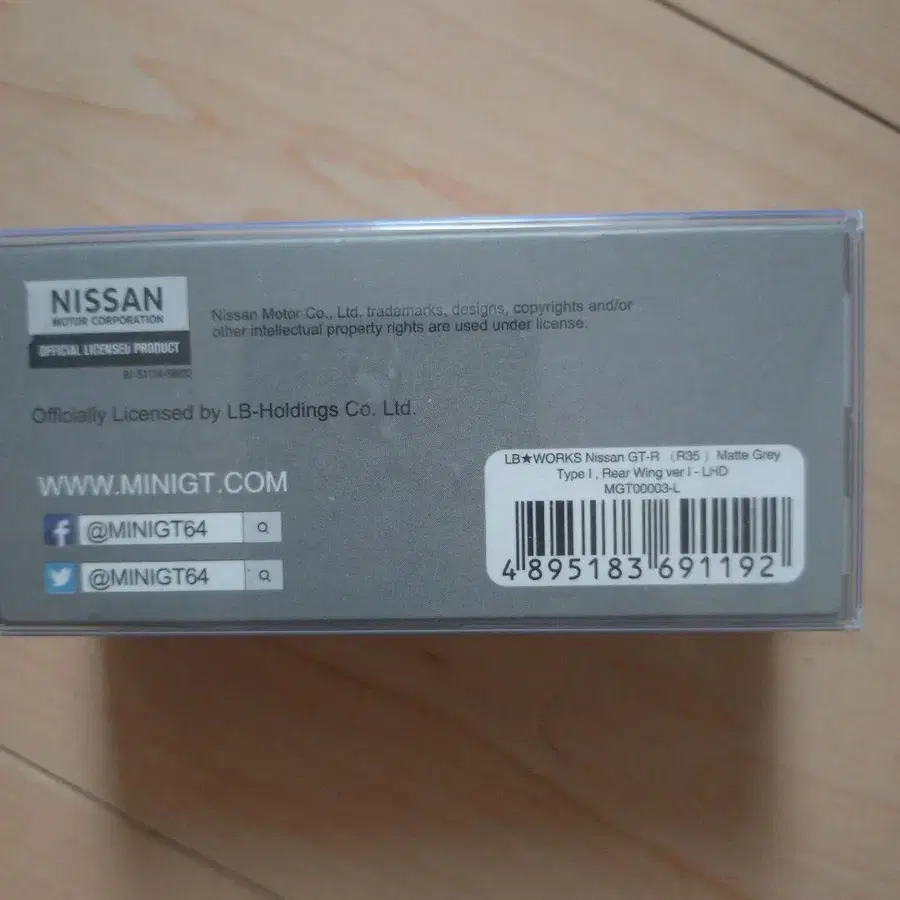 NISSAN
MOTOR CORPORATION
OFFICIAL LICENSED PRODUCT
Nissan Motor Co., Ltd. trademarks, designs, copyrights and/or
other intellectual property rights are used under license.
Officially Licensed by LB-Holdings Co. Ltd.
WWW.MINIGT.COM
f @MINIGT64
@MINIGT64
LB★WORKS Nissan GT-R （R35 ）Matte Grey
Type I , Rear Wing ver I - LHD
MGT00003-L
4 895183 691192